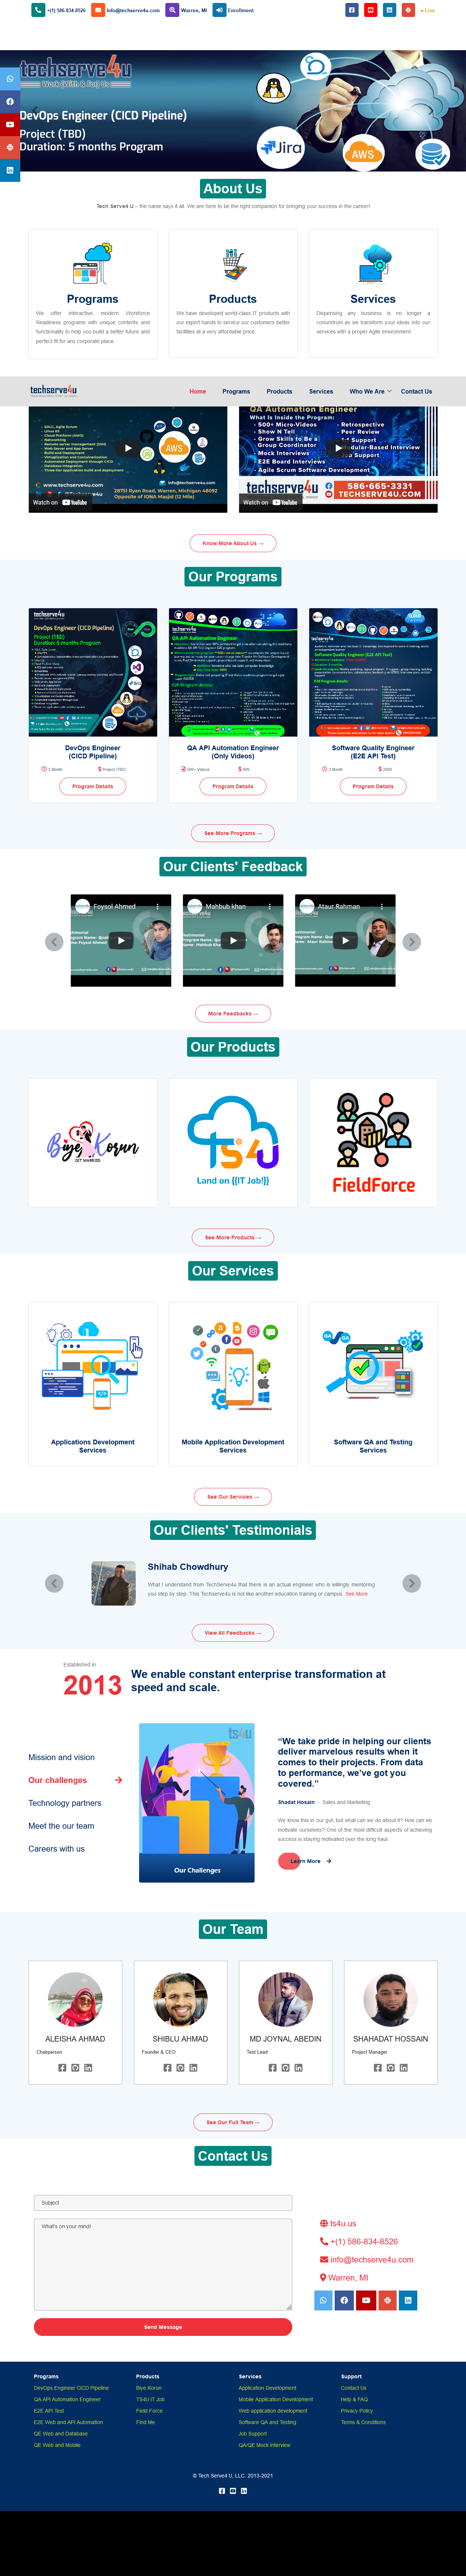 +(1) 586-834-8526
Info@techserve4u.com
Warren, MI
Enrollment
Live
techserve4U
Work (With & For) Us
DevOps Engineer (CICD Pipeline)
Project (TBD)
Duration: 5 months Program
Jira
AWS
About Us
Tech Serve4 U – the name says it all. We are here to be the right companion for bringing your success in the career!!
Programs
We offer interactive, modern Workforce Readiness programs with unique contents and functionality to help you build a better future and perfect fit for any corporate place.
Products
We have developed world-class IT products with our expert hands to service our customers better facilities at a very affordable price.
Services
Dispensing any business is no longer a conundrum as we transform your ideas into our services with a proper Agile environment.
techserve4U
Home
Programs
Products
Services
Who We Are
Contact Us
Watch on YouTube
www.techserve4u.com
info@techserve4u.com
28751 Ryan Road, Warren, Michigan 48092
Opposite of IONA Masjid (12 Mile)
QA Automation Engineer
What Is Inside the Program
- 500+ Micro-Videos
- Show N Tell
- Grow Skills to Be a
- Retrospective
- Peer Review
Watch on YouTube
586•665•3331
TECHSERVE4U.COM
Know More About Us →
Our Programs
DevOps Engineer
(CICD Pipeline)
5 Month
Project (TBD)
Program Details
QA API Automation Engineer
(Only Videos)
500+ Videos
Program Details
Software Quality Engineer
(E2E API Test)
3 Month
2000
Program Details
See More Programs →
Our Clients' Feedback
Foysol Ahmed
Mahbub khan
Ataur Rahman
More Feedbacks →
Our Products
Biye Korun
GET MARRIED
TS4U
Land on {{IT Job!}}
FieldForce
See More Products →
Our Services
Applications Development
Services
Mobile Application Development
Services
QA
QA
Software QA and Testing
Services
See Our Services →
Our Clients' Testimonials
Shihab Chowdhury
What I understand from TechServe4u that there is an actual engineer who is willingly mentoring you step by step. This Techserve4u is not like another education training or campus. See More
View All Feedbacks →
Established in
2013
We enable constant enterprise transformation at speed and scale.
Mission and vision
Our challenges
Technology partners
Meet the our team
Careers with us
ts4U
Our Challenges
“We take pride in helping our clients deliver marvelous results when it comes to their projects. From data to performance, we’ve got you covered.”
Shadat Hosain - Sales and Marketing
We know this in our gut, but what can we do about it? How can we motivate ourselves? One of the most difficult aspects of achieving success is staying motivated over the long haul.
Learn More →
Our Team
ALEISHA AHMAD
Chairperson
SHIBLU AHMAD
Founder & CEO
MD JOYNAL ABEDIN
Test Lead
SHAHADAT HOSSAIN
Project Manager
See Our Full Team →
Contact Us
Subject
What's on your mind!
Send Message
ts4u.us
+(1) 586-834-8526
info@techserve4u.com
Warren, MI
Programs
DevOps Engineer CICD Pipeline
QA API Automation Engineer
E2E API Test
E2E Web and API Automation
QE Web and Database
QE Web and Mobile
Products
Biye Korun
TS4U IT Job
Field Force
Find Me
Services
Application Development
Mobile Application Development
Web application development
Software QA and Testing
Job Support
QA/QE Mock Interview
Support
Contact Us
Help & FAQ
Privacy Policy
Terms & Conditions
© Tech Serve4 U, LLC. 2013-2021